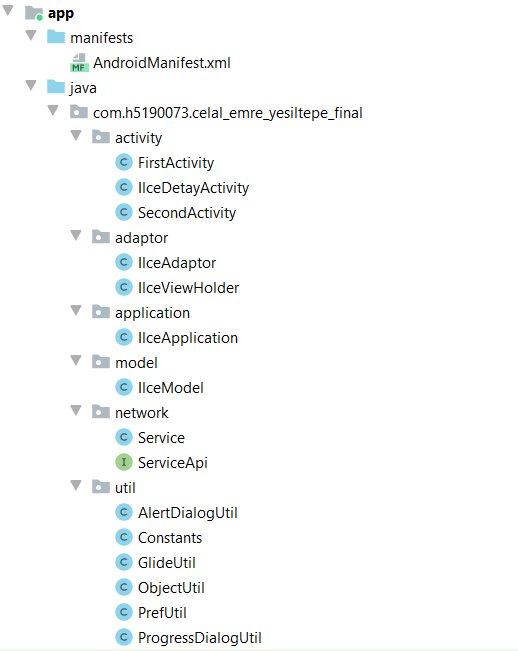 app
manifests
MF AndroidManifest.xml
java
com.h5190073.celal_emre_yesiltepe_final
activity
C FirstActivity
C IlceDetayActivity
C SecondActivity
adaptor
C IlceAdaptor
C IlceViewHolder
application
C IlceApplication
model
C IlceModel
network
C Service
I ServiceApi
util
C AlertDialogUtil
C Constants
C GlideUtil
C ObjectUtil
C PrefUtil
C ProgressDialogUtil